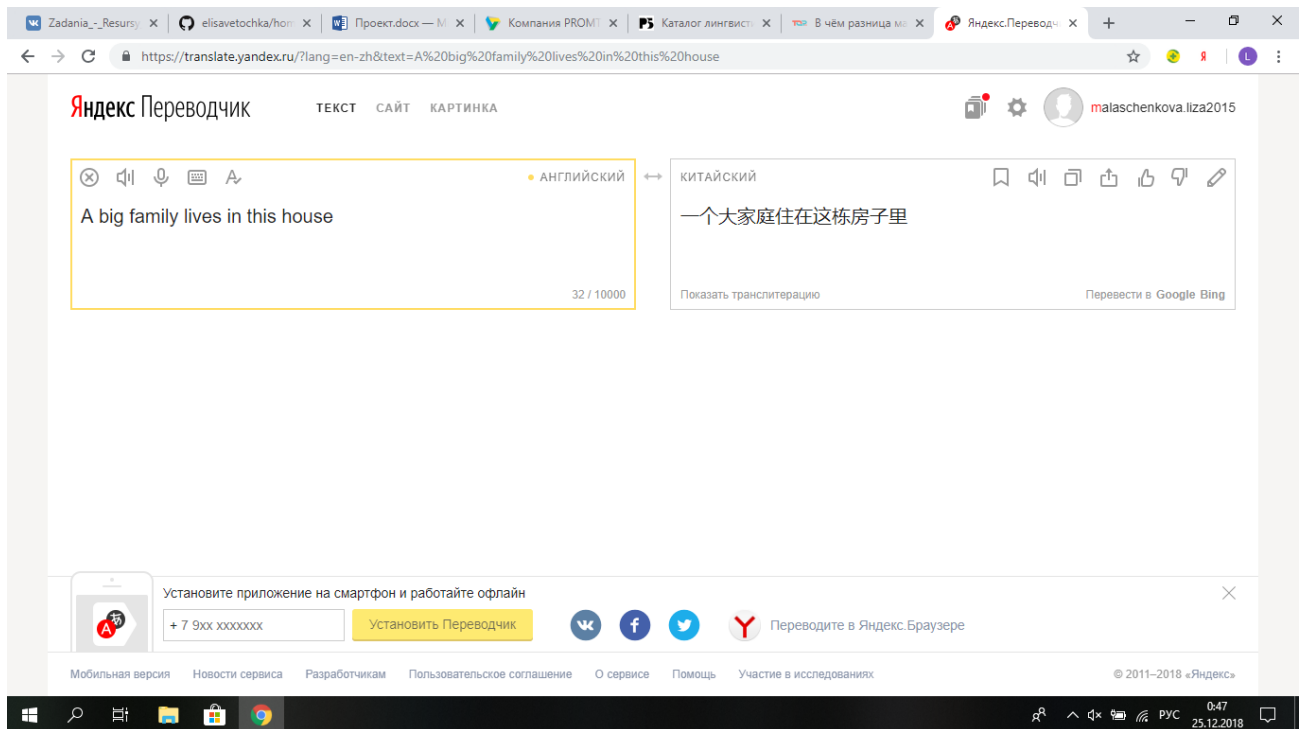 Zadania_-_Resursy
elisavetochka/hom
Проект.docx — M
Компания PROMT
Каталог лингвист
В чём разница ма
Яндекс.Переводч
https://translate.yandex.ru/?lang=en-zh&text=A%20big%20family%20lives%20in%20this%20house
Яндекс Переводчик
ТЕКСТ САЙТ КАРТИНКА
malaschenkova.liza2015
АНГЛИЙСКИЙ
A big family lives in this house
32 / 10000
КИТАЙСКИЙ
一个大家庭住在这栋房子里
Показать транслитерацию
Перевести в Google Bing
Установите приложение на смартфон и работайте офлайн
+ 7 9xx xxxxxxx
Установить Переводчик
Переводите в Яндекс.Браузере
Мобильная версия Новости сервиса Разработчикам Пользовательское соглашение О сервисе Помощь Участие в исследованиях © 2011–2018 «Яндекс»
РУС
0:47
25.12.2018